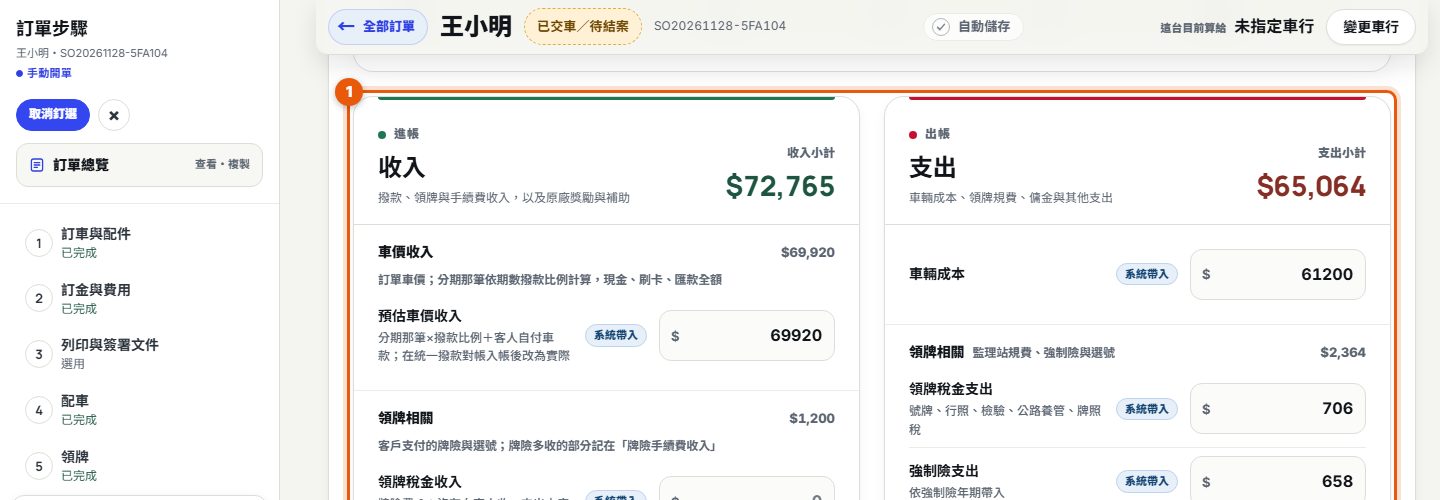 訂單步驟
王小明・SO20261128-5FA104
手動開單
取消釘選
訂單總覽
查看・複製
1
訂車與配件
已完成
2
訂金與費用
已完成
3
列印與簽署文件
選用
4
配車
已完成
5
領牌
已完成
← 全部訂單
王小明
已交車／待結案
SO20261128-5FA104
自動儲存
這台目前算給 未指定車行
變更車行
1
進帳
收入
撥款、領牌與手續費收入，以及原廠獎勵與補助
收入小計
$72,765
車價收入
$69,920
訂單車價；分期那筆依期數撥款比例計算，現金、刷卡、匯款全額
預估車價收入
分期那筆×撥款比例＋客人自付車
款；在統一撥款對帳入帳後改為實際
系統帶入
$ 69920
領牌相關
$1,200
客戶支付的牌險與選號；牌險多收的部分記在「牌險手續費收入」
領牌稅金收入
出帳
支出
車輛成本、領牌規費、傭金與其他支出
支出小計
$65,064
車輛成本
系統帶入
$ 61200
領牌相關 監理站規費、強制險與選號
$2,364
領牌稅金支出
號牌、行照、檢驗、公路養管、牌照
稅
系統帶入
$ 706
強制險支出
依強制險年期帶入
系統帶入
$ 658